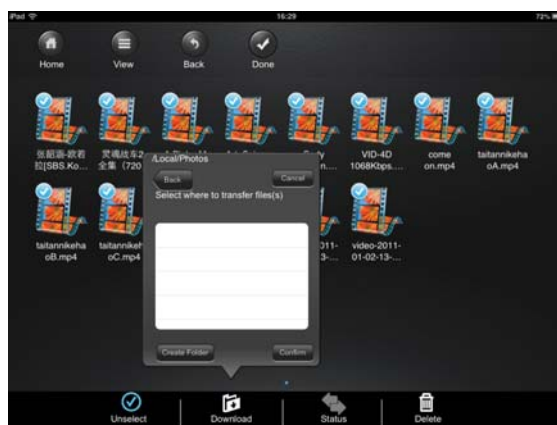 iPad 16:29 72%
Home View Back Done
张韶涵-欧若 灵魂战车2 VID-4D come taitannikeha
拉[SBS.Ko... 全集（720 1068Kbps.... on.mp4 oA.mp4
/Local/Photos
Back Cancel
Select where to transfer files(s)
taitannikeha taitannikeh video-2011-
oB.mp4 oC.mp4 01-02-13-...
Create Folder Confirm
Unselect Download Status Delete